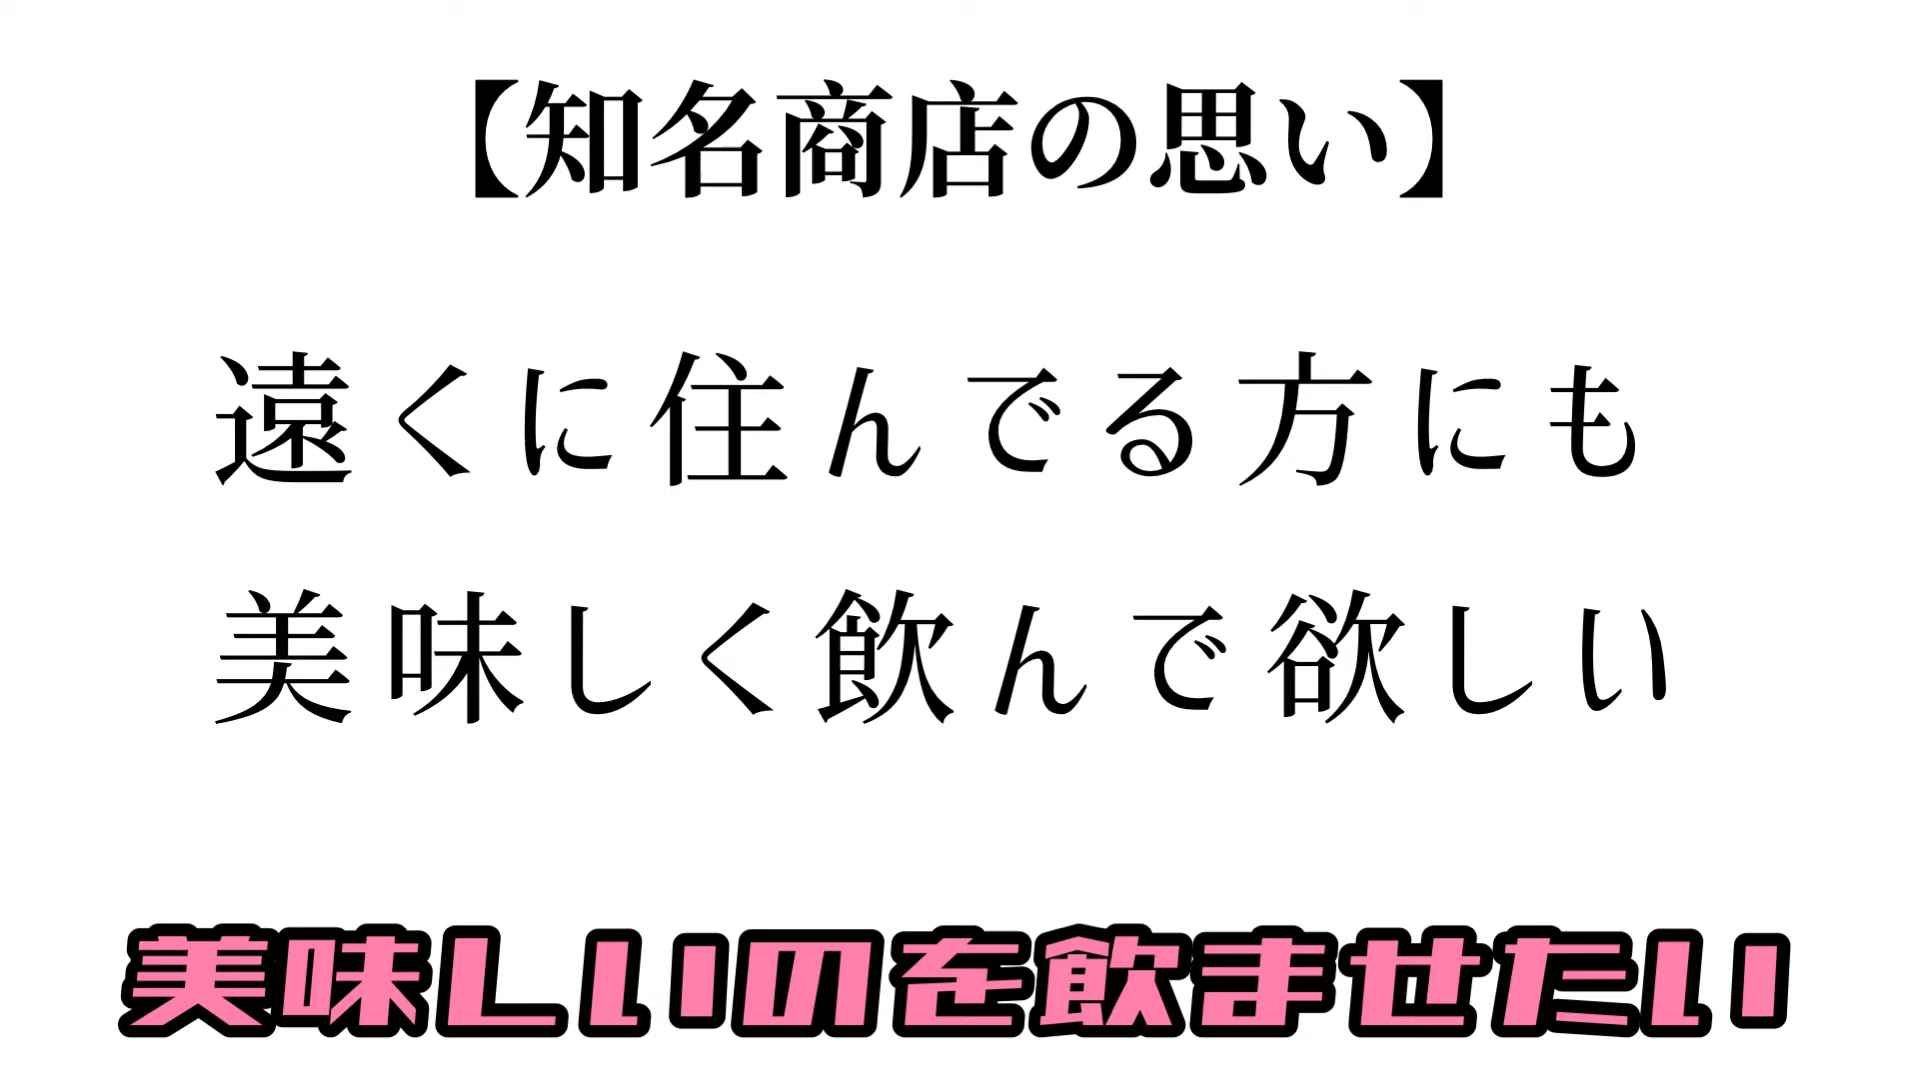 【知名商店の思い】
遠くに住んでる方にも
美味しく飲んで欲しい
美味しいのを飲ませたい